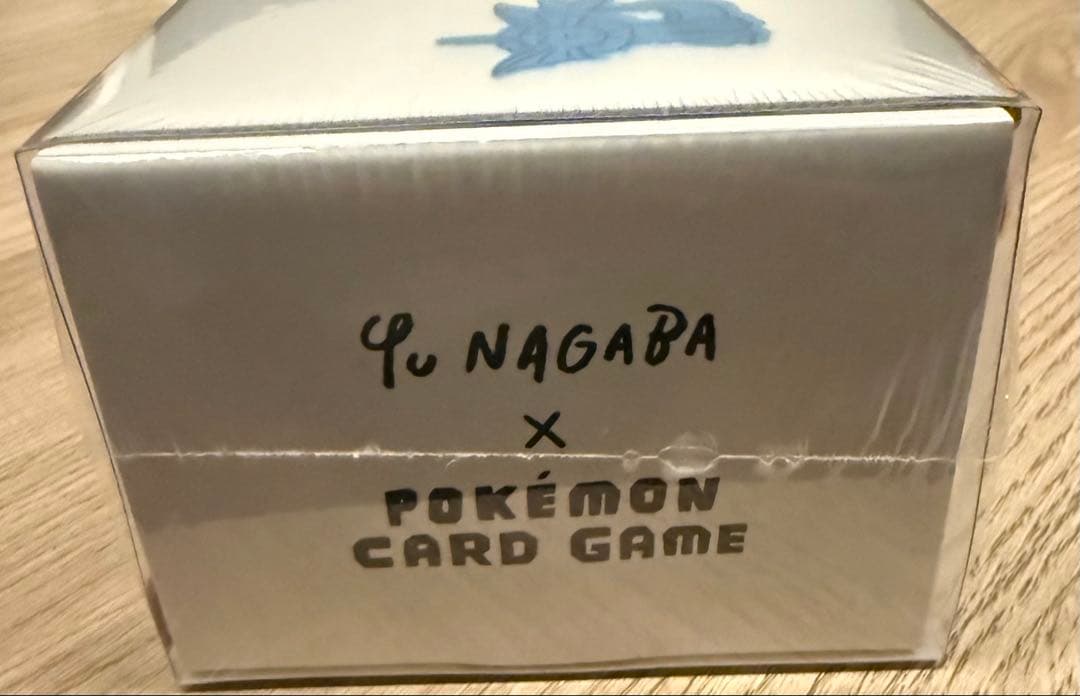 Yu NAGABA
×
POKÉMON
CARD GAME